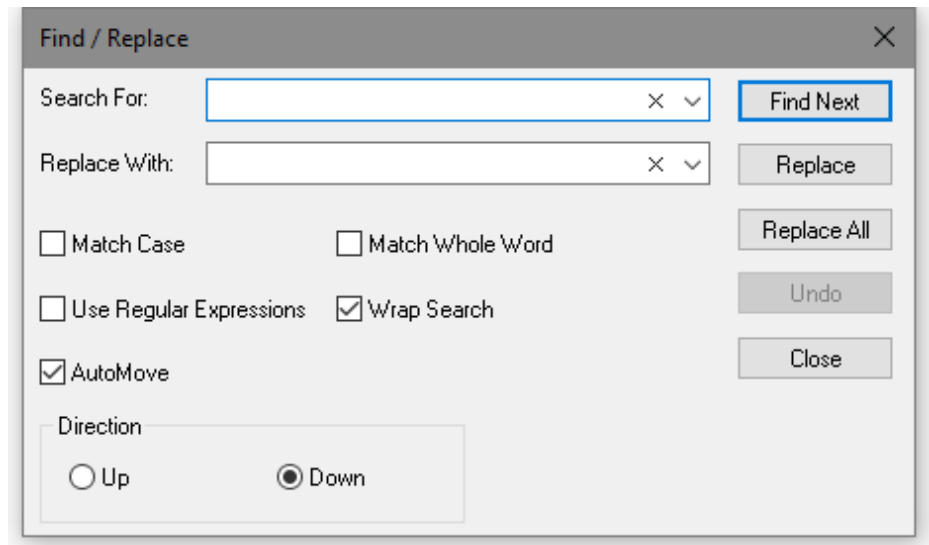 Find / Replace
Search For:
Find Next
Replace With:
Replace
Match Case
Match Whole Word
Replace All
Use Regular Expressions
Wrap Search
Undo
AutoMove
Close
Direction
Up
Down